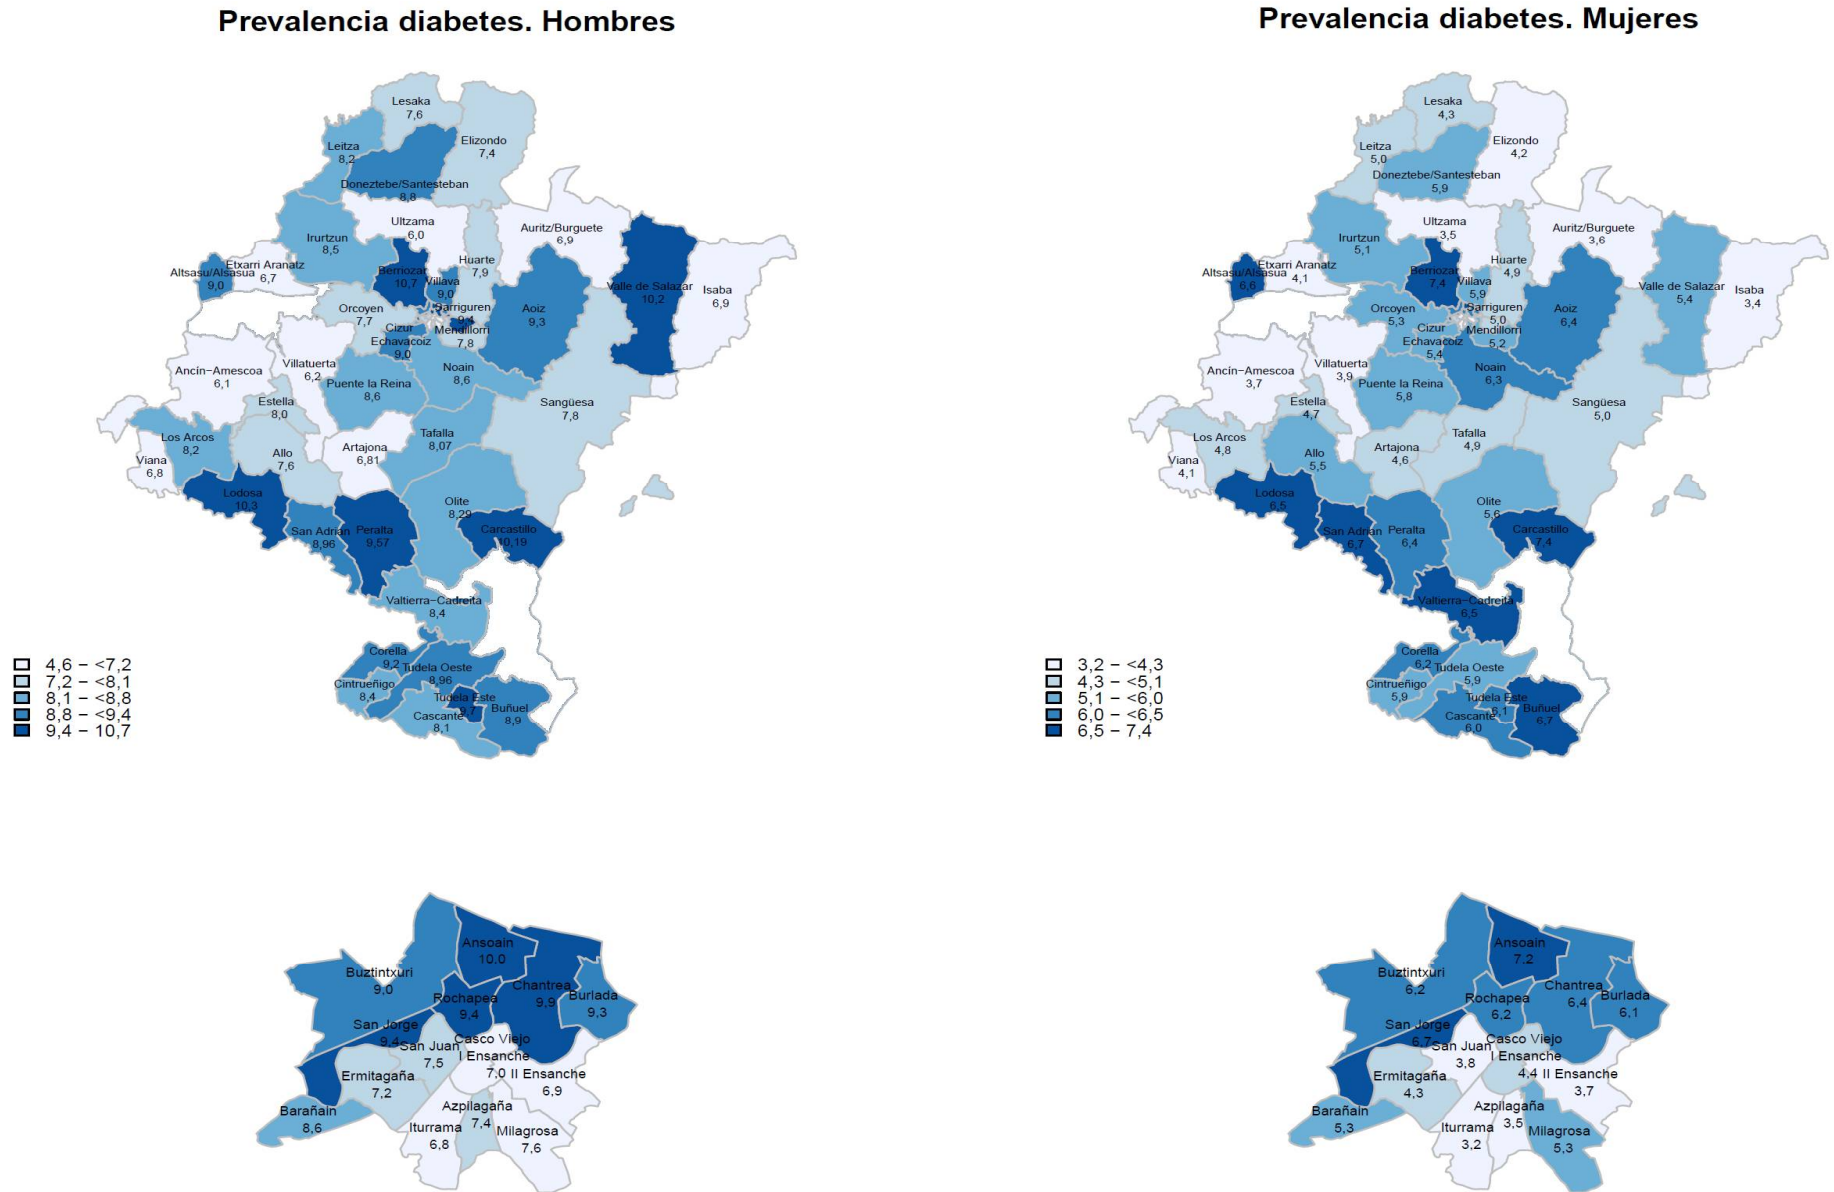 Prevalencia diabetes. Hombres
Lesaka
7,6
Elizondo
7,4
Leitza
8,2
Doneztebe/Santesteban
8,8
Ultzama
6,0
Auritz/Burguete
6,9
Irurtzun
8,5
Huarte
7,9
Etxarri Aranatz
6,7
Altsasu/Alsasua
9,0
Berriozar
10,7
Villava
9,0
Valle de Salazar
10,2
Isaba
6,9
Orcoyen
7,7
Sarriguren
9,4
Aoiz
9,3
Cizur
Mendillorri
7,8
Echavacoiz
9,0
Villatuerta
6,2
Noain
8,6
Ancín−Amescoa
6,1
Puente la Reina
8,6
Estella
8,0
Sangüesa
7,8
Los Arcos
8,2
Tafalla
8,07
Allo
7,6
Artajona
6,81
Viana
6,8
Lodosa
10,3
Olite
8,29
San Adrian
8,96
Peralta
9,57
Carcastillo
10,19
Valtierra−Cadreita
8,4
Corella
9,2
Tudela Oeste
8,96
Cintrueñigo
8,4
Tudela Este
9,7
Cascante
8,1
Buñuel
8,9
4,6 − <7,2
7,2 − <8,1
8,1 − <8,8
8,8 − <9,4
9,4 − 10,7
Ansoain
10.0
Buztintxuri
9,0
Chantrea
9,9
Rochapea
9,4
Burlada
9,3
San Jorge
9,4
San Juan
7,5
Casco Viejo
I Ensanche
7,0
II Ensanche
6,9
Ermitagaña
7,2
Barañain
8,6
Azpilagaña
7,4
Iturrama
6,8
Milagrosa
7,6
Prevalencia diabetes. Mujeres
Lesaka
4,3
Elizondo
4,2
Leitza
5,0
Doneztebe/Santesteban
5,9
Ultzama
3,5
Auritz/Burguete
3,6
Irurtzun
5,1
Huarte
4,9
Etxarri Aranatz
4,1
Altsasu/Alsasua
6,6
Berriozar
7,4
Villava
5,9
Valle de Salazar
5,4
Isaba
3,4
Orcoyen
5,3
Sarriguren
5,0
Aoiz
6,4
Cizur
Mendillorri
5,2
Echavacoiz
5,4
Villatuerta
3,9
Noain
6,3
Ancín−Amescoa
3,7
Puente la Reina
5,8
Estella
4,7
Sangüesa
5,0
Los Arcos
4,8
Tafalla
4,9
Allo
5,5
Artajona
4,6
Viana
4,1
Lodosa
6,5
Olite
5,6
San Adrian
6,7
Peralta
6,4
Carcastillo
7,4
Valtierra−Cadreita
6,5
Corella
6,2
Tudela Oeste
5,9
Cintrueñigo
5,9
Tudela Este
6,1
Cascante
6,0
Buñuel
6,7
3,2 − <4,3
4,3 − <5,1
5,1 − <6,0
6,0 − <6,5
6,5 − 7,4
Ansoain
7,2
Buztintxuri
6,2
Chantrea
6,4
Rochapea
6,2
Burlada
6,1
San Jorge
6,7
San Juan
3,8
Casco Viejo
I Ensanche
4,4
II Ensanche
3,7
Ermitagaña
4,3
Barañain
5,3
Azpilagaña
3,5
Iturrama
3,2
Milagrosa
5,3